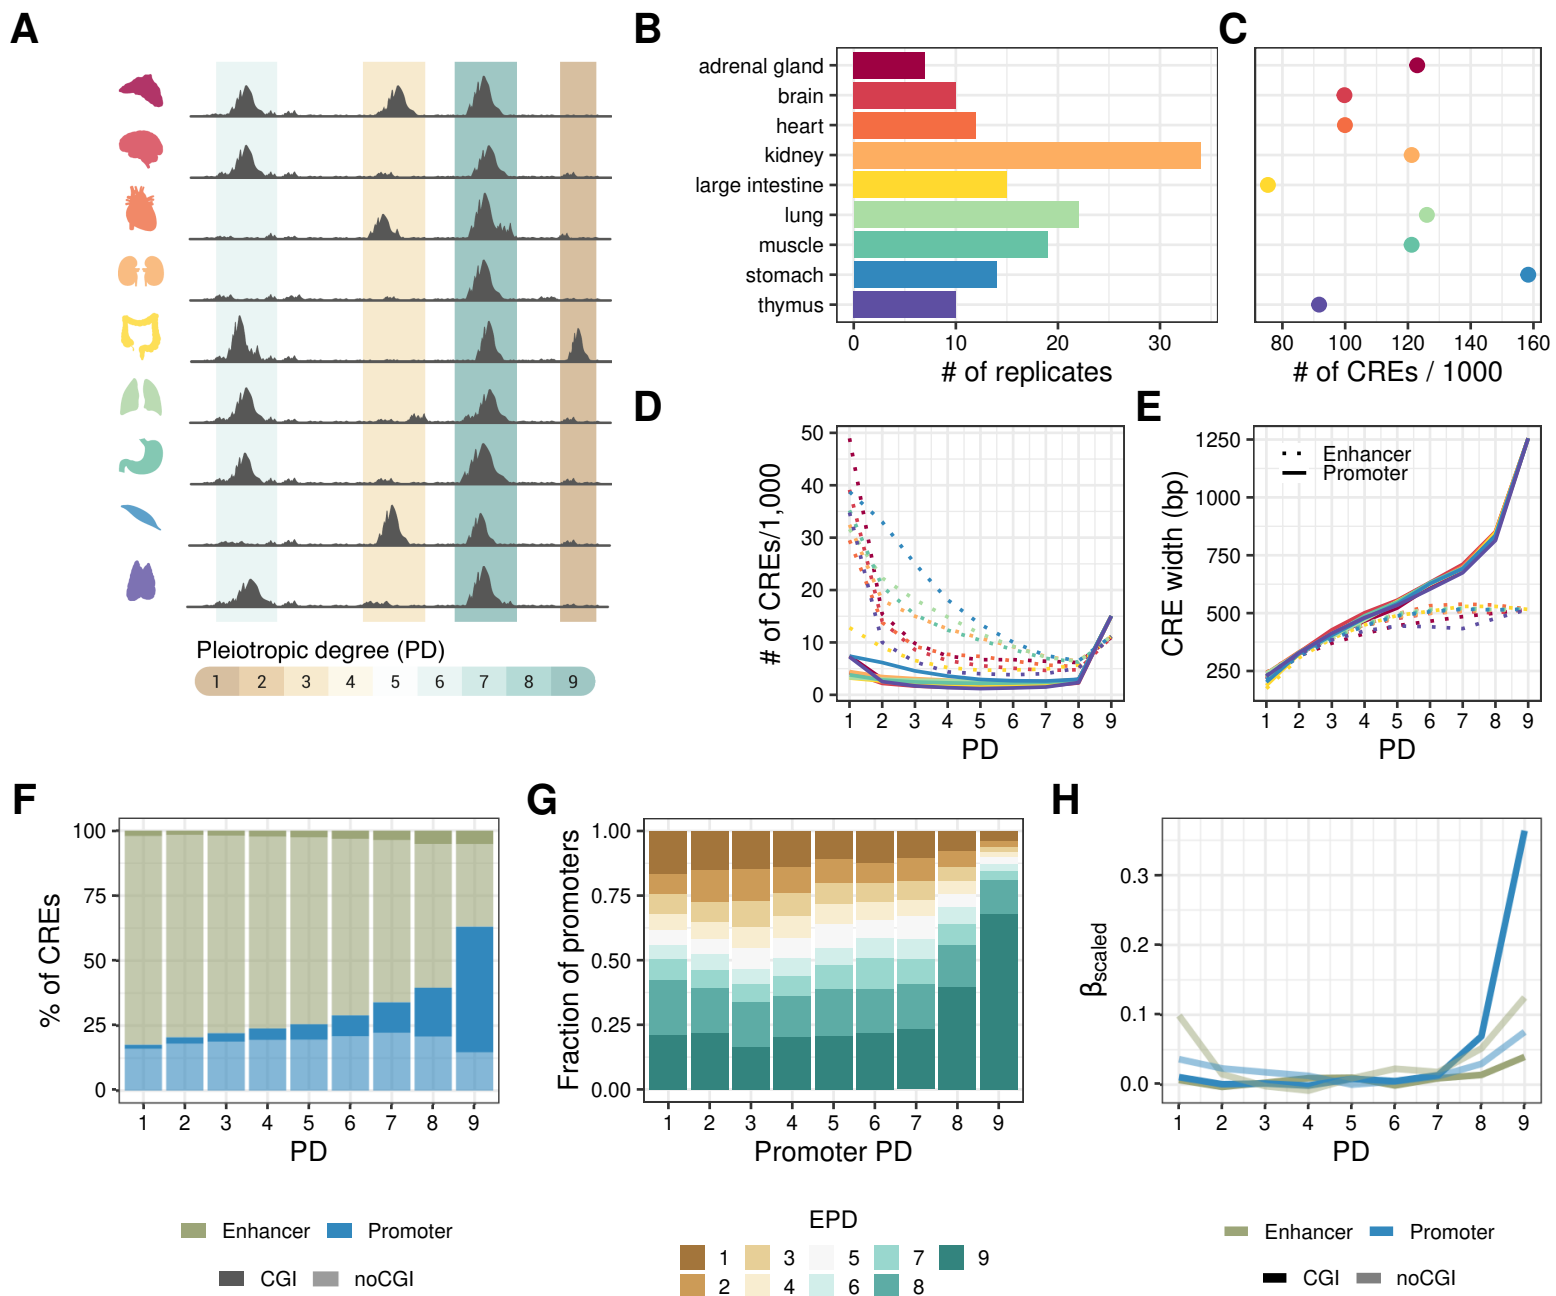 A
Pleiotropic degree (PD)
1 2 3 4 5 6 7 8 9
B
adrenal gland
brain
heart
kidney
large intestine
lung
muscle
stomach
thymus
0 10 20 30
# of replicates
C
80 100 120 140 160
# of CREs / 1000
D
# of CREs/1,000
50
40
30
20
10
0
1 2 3 4 5 6 7 8 9
PD
E
CRE width (bp)
1250
1000
750
500
250
Enhancer
Promoter
1 2 3 4 5 6 7 8 9
PD
F
% of CREs
100
75
50
25
0
1 2 3 4 5 6 7 8 9
PD
Enhancer Promoter
CGI noCGI
G
Fraction of promoters
1.00
0.75
0.50
0.25
0.00
1 2 3 4 5 6 7 8 9
Promoter PD
EPD
1 3 5 7 9
2 4 6 8
H
βscaled
0.3
0.2
0.1
0.0
1 2 3 4 5 6 7 8 9
PD
Enhancer Promoter
CGI noCGI